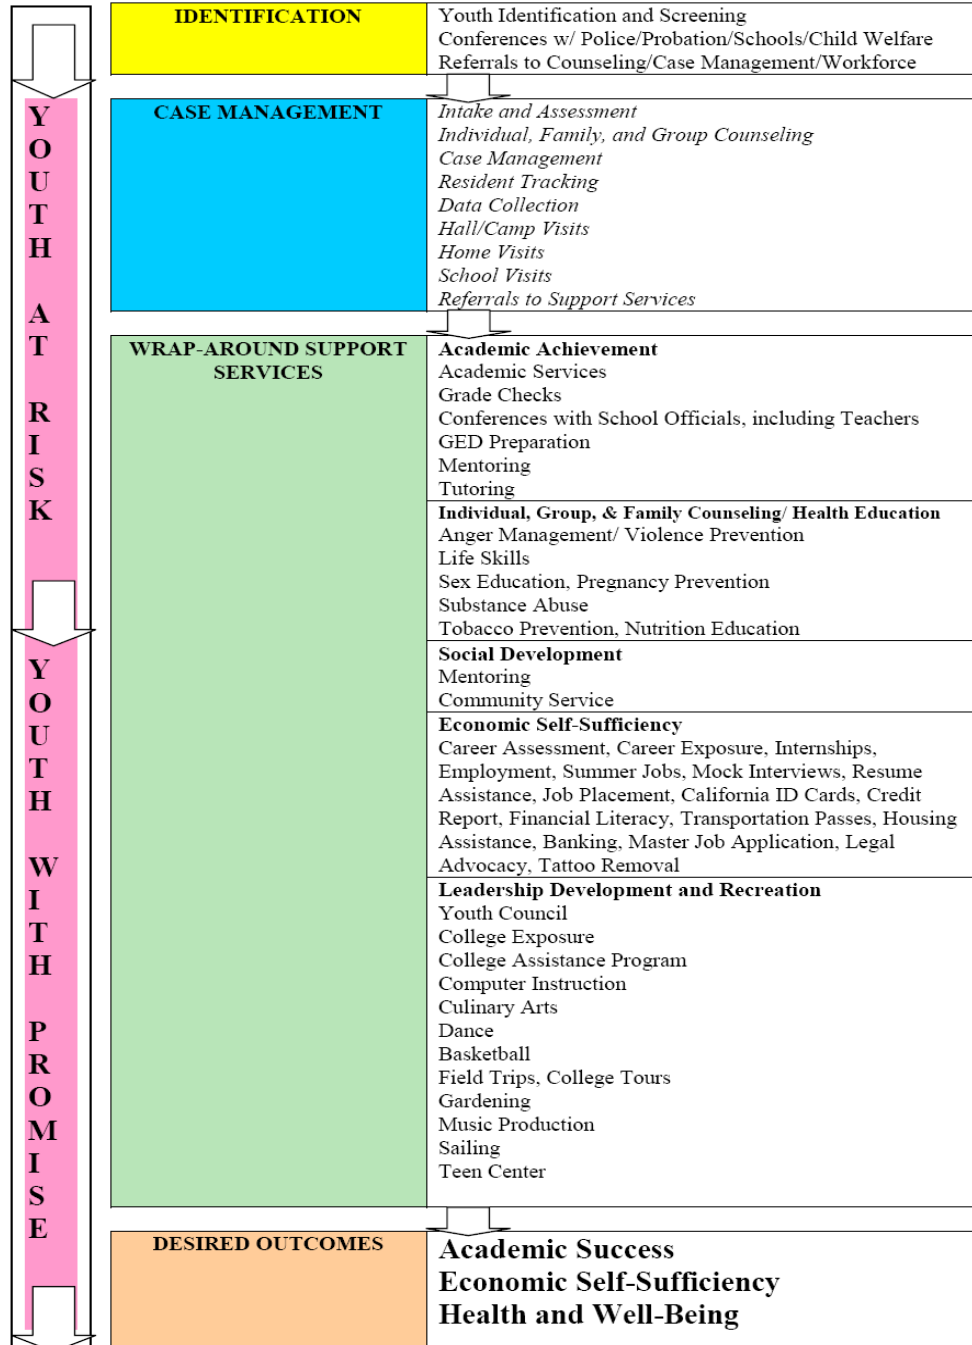 IDENTIFICATION
Youth Identification and Screening
Conferences w/ Police/Probation/Schools/Child Welfare
Referrals to Counseling/Case Management/Workforce
YOUTH AT RISK
CASE MANAGEMENT
Intake and Assessment
Individual, Family, and Group Counseling
Case Management
Resident Tracking
Data Collection
Hall/Camp Visits
Home Visits
School Visits
Referrals to Support Services
WRAP-AROUND SUPPORT
SERVICES
Academic Achievement
Academic Services
Grade Checks
Conferences with School Officials, including Teachers
GED Preparation
Mentoring
Tutoring
Individual, Group, & Family Counseling/ Health Education
Anger Management/ Violence Prevention
Life Skills
Sex Education, Pregnancy Prevention
Substance Abuse
Tobacco Prevention, Nutrition Education
YOUTH WITH PROMISE
Social Development
Mentoring
Community Service
Economic Self-Sufficiency
Career Assessment, Career Exposure, Internships,
Employment, Summer Jobs, Mock Interviews, Resume
Assistance, Job Placement, California ID Cards, Credit
Report, Financial Literacy, Transportation Passes, Housing
Assistance, Banking, Master Job Application, Legal
Advocacy, Tattoo Removal
Leadership Development and Recreation
Youth Council
College Exposure
College Assistance Program
Computer Instruction
Culinary Arts
Dance
Basketball
Field Trips, College Tours
Gardening
Music Production
Sailing
Teen Center
DESIRED OUTCOMES
Academic Success
Economic Self-Sufficiency
Health and Well-Being